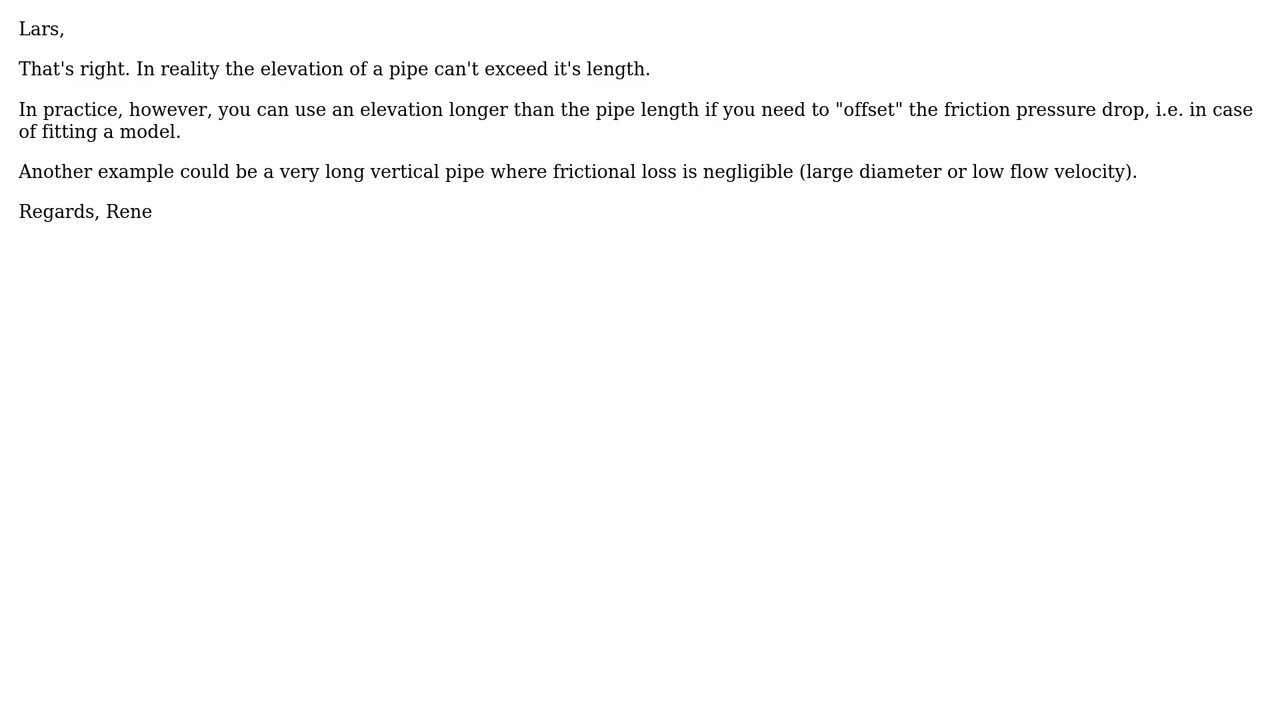 Lars,
That's right. In reality the elevation of a pipe can't exceed it's length.
In practice, however, you can use an elevation longer than the pipe length if you need to "offset" the friction pressure drop, i.e. in case
of fitting a model.
Another example could be a very long vertical pipe where frictional loss is negligible (large diameter or low flow velocity).
Regards, Rene